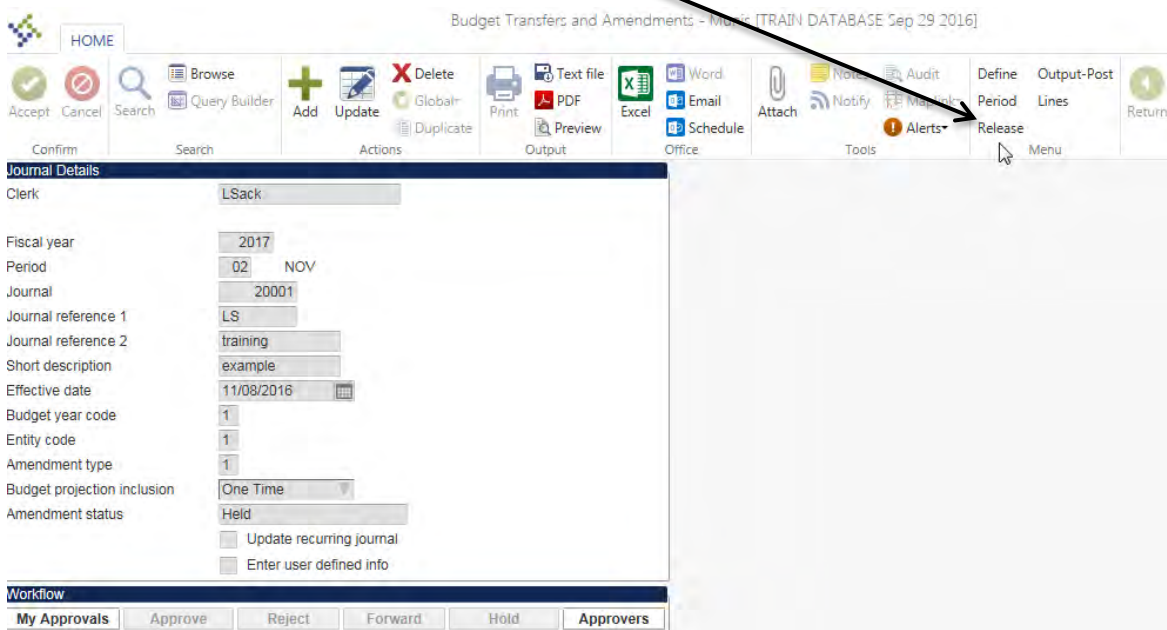 Budget Transfers and Amendments - Munis [TRAIN DATABASE Sep 29 2016]
HOME
Accept Cancel Search Browse Query Builder
Confirm Search
Add Update Delete Global Duplicate
Actions
Print Text file PDF Preview
Output
Excel Word Email Schedule
Office
Attach Notes Notify Audit Maplink Alerts
Tools
Define Period Release Output-Post Lines
Menu
Return
Journal Details
Clerk LSack
Fiscal year 2017
Period 02 NOV
Journal 20001
Journal reference 1 LS
Journal reference 2 training
Short description example
Effective date 11/08/2016
Budget year code 1
Entity code 1
Amendment type 1
Budget projection inclusion One Time
Amendment status Held
Update recurring journal
Enter user defined info
Workflow
My Approvals Approve Reject Forward Hold Approvers